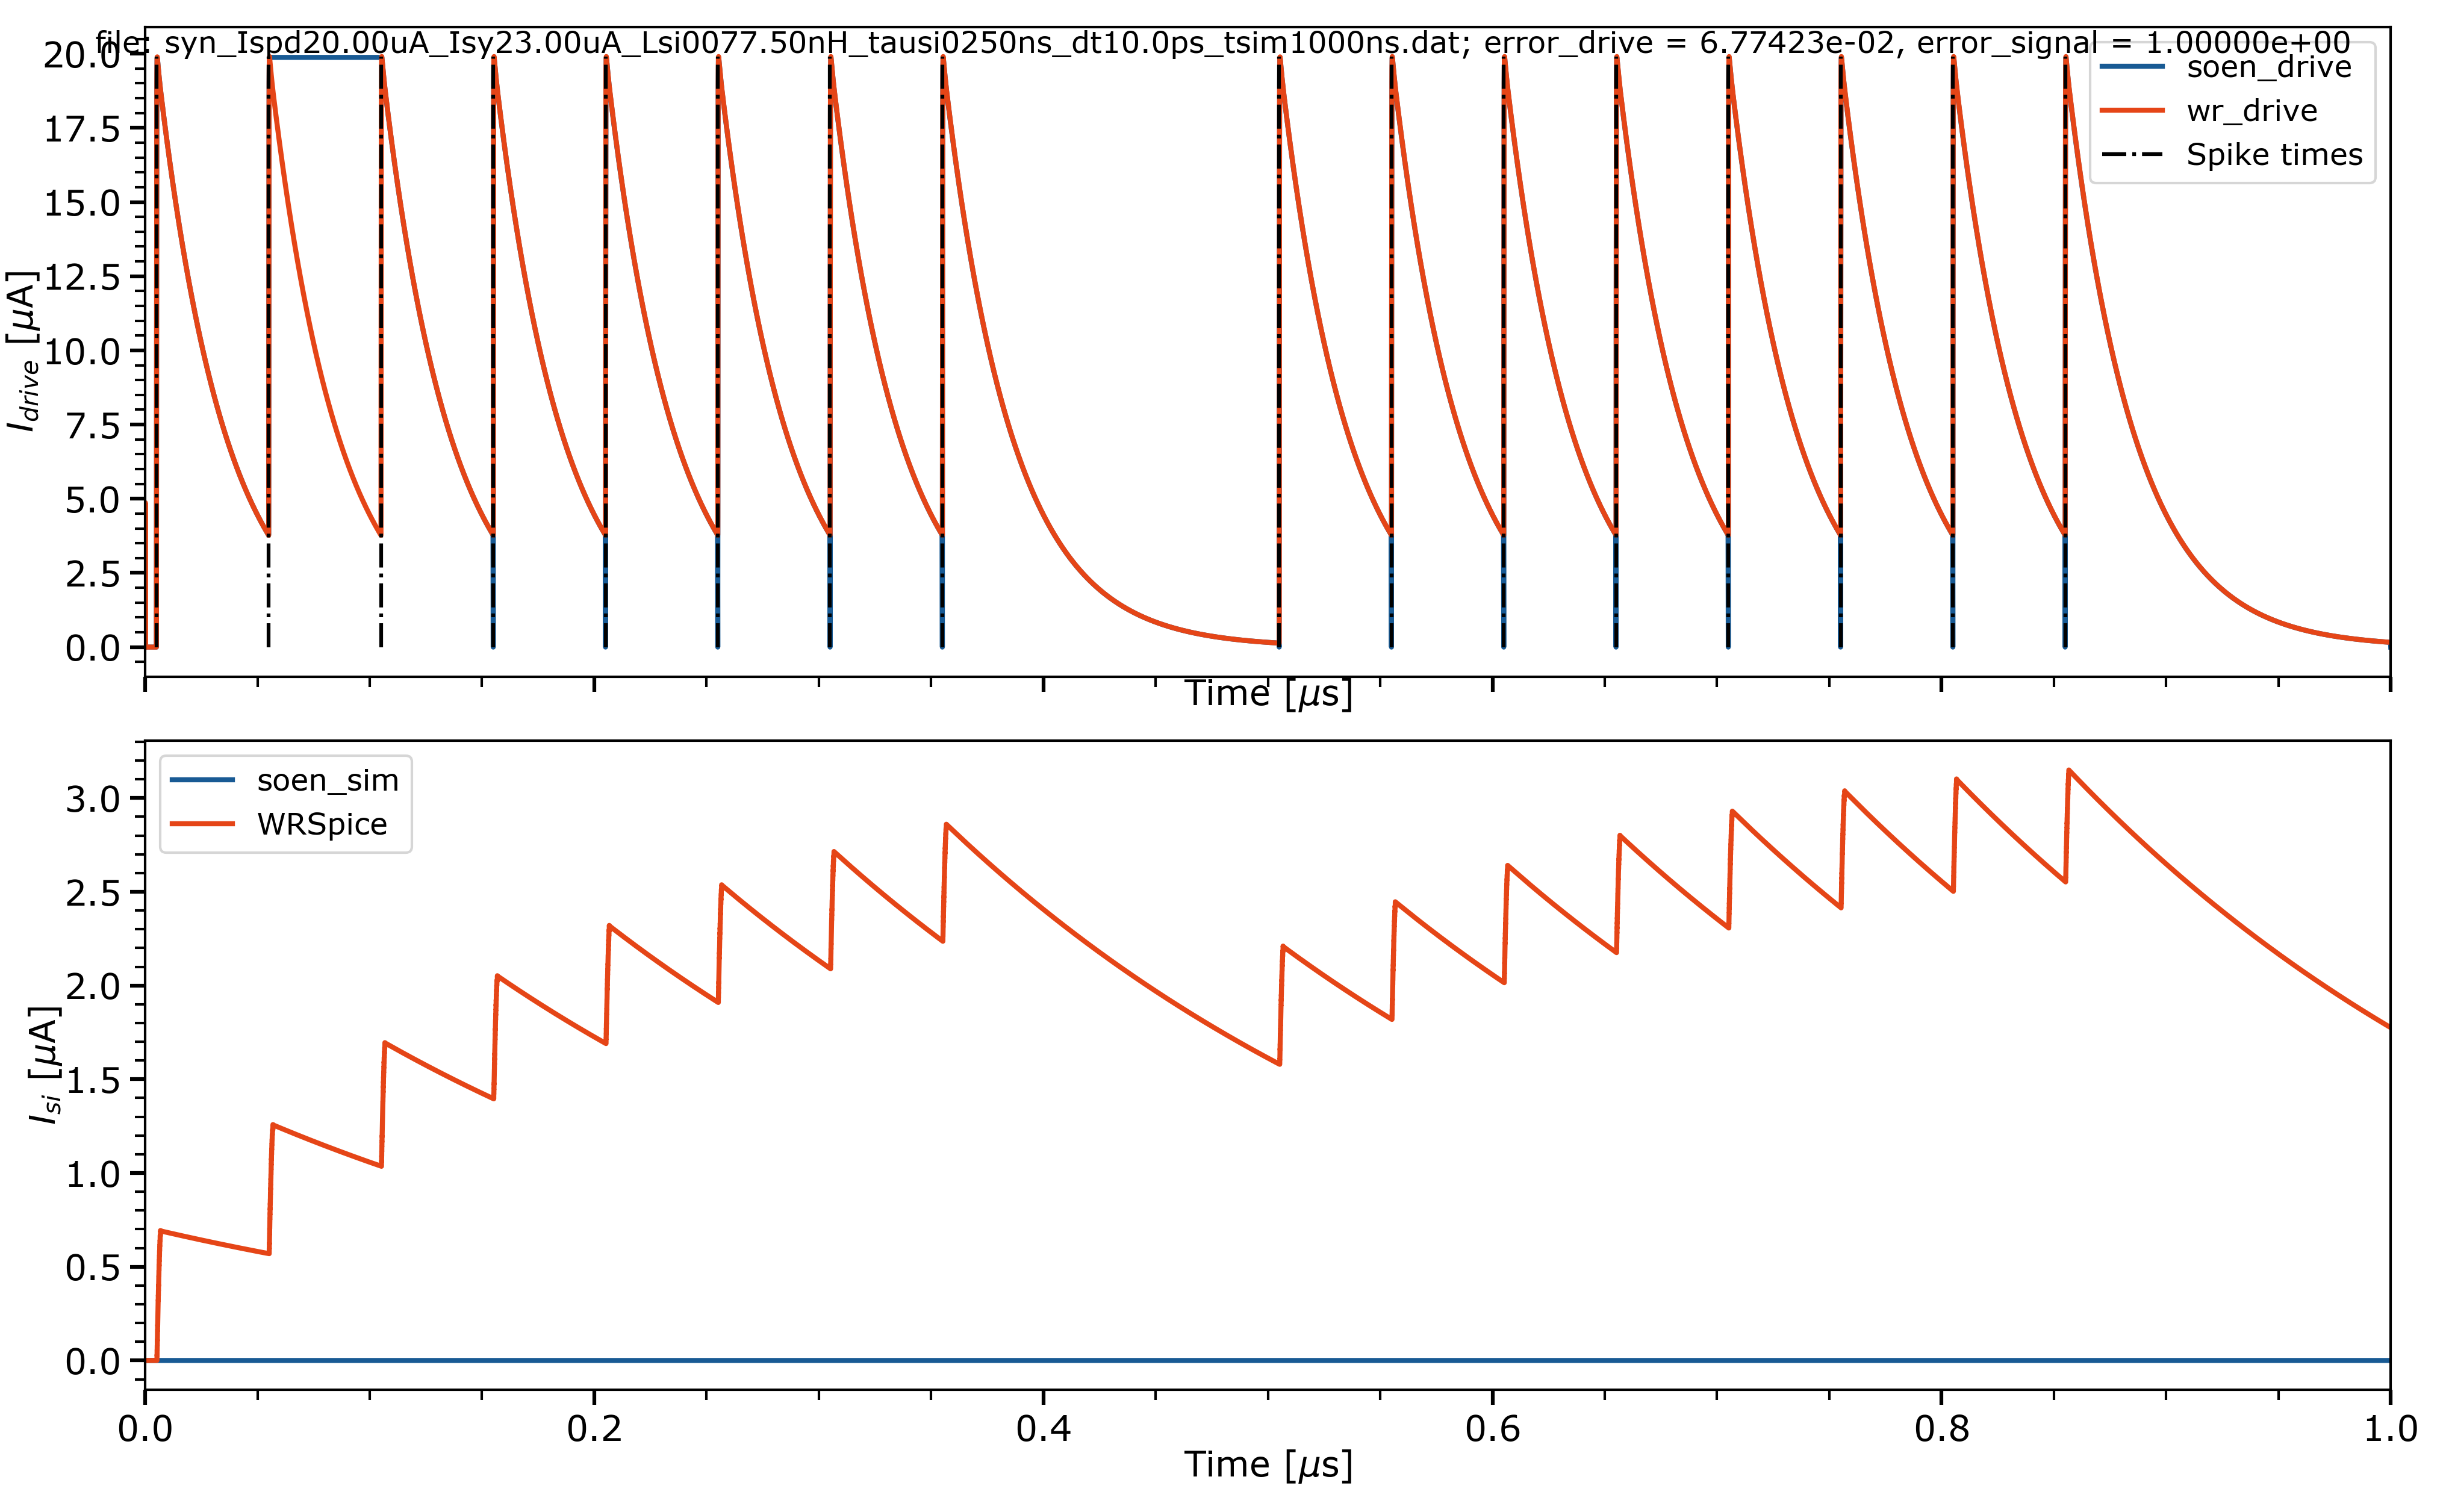 file: syn_Ispd20.00uA_Isy23.00uA_Lsi0077.50nH_tausi0250ns_dt10.0ps_tsim1000ns.dat; error_drive = 6.77423e-02, error_signal = 1.00000e+00
20.0
17.5
15.0
12.5
10.0
7.5
5.0
2.5
0.0
I_drive [μA]
soen_drive
wr_drive
Spike times
Time [μs]
3.0
2.5
2.0
1.5
1.0
0.5
0.0
I_si [μA]
soen_sim
WRSpice
0.0 0.2 0.4 0.6 0.8 1.0
Time [μs]